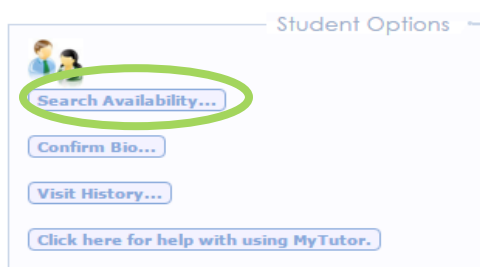 Student Options
Search Availability...
Confirm Bio...
Visit History...
Click here for help with using MyTutor.